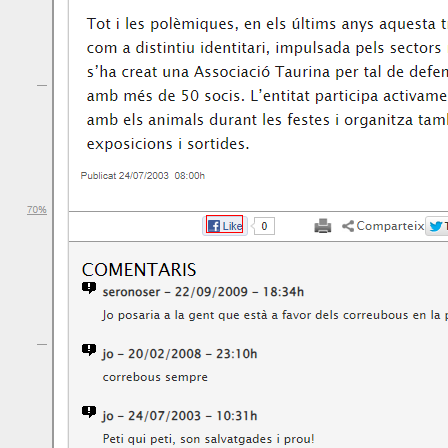 Tot i les polèmiques, en els últims anys aquesta
com a distintiu identitari, impulsada pels sectors
s'ha creat una Associació Taurina per tal de
amb més de 50 socis. L'entitat participa
amb els animals durant les festes i organitza
exposicions i sortides.
Publicat 24/07/2003 08:00h
70%
Like 0 Comparteix
COMENTARIS
seronoser - 22/09/2009 - 18:34h
Jo posaria a la gent que està a favor dels correubous en la
jo - 20/02/2008 - 23:10h
correbous sempre
jo - 24/07/2003 - 10:31h
Peti qui peti, son salvatgades i prou!